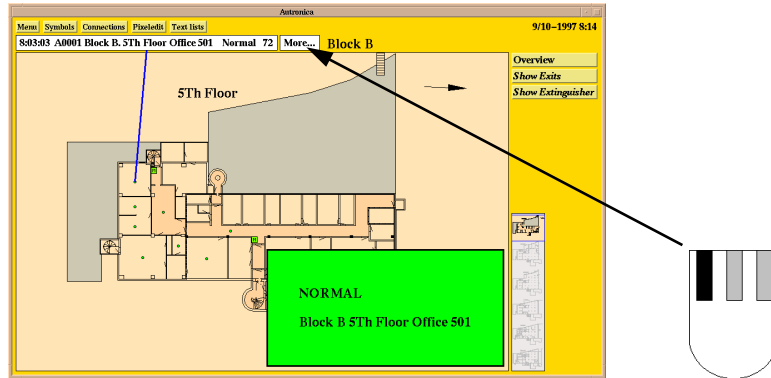 Autronica
Menu Symbols Connections Pixeledit Text lists
9/10-1997 8:14
8:03:03 A0001 Block B. 5Th Floor Office 501 Normal 72 More... Block B
Overview
Show Exits
Show Extinguisher
5Th Floor
NORMAL
Block B 5Th Floor Office 501